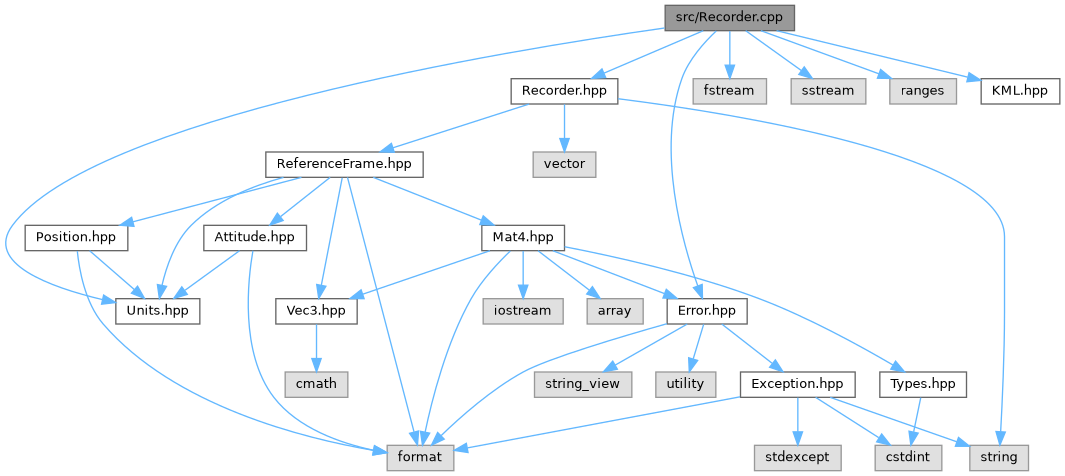 src/Recorder.cpp
Recorder.hpp
fstream
sstream
ranges
KML.hpp
ReferenceFrame.hpp
vector
Position.hpp
Attitude.hpp
Mat4.hpp
Units.hpp
Vec3.hpp
iostream
array
Error.hpp
cmath
string_view
utility
Exception.hpp
Types.hpp
format
stdexcept
cstdint
string